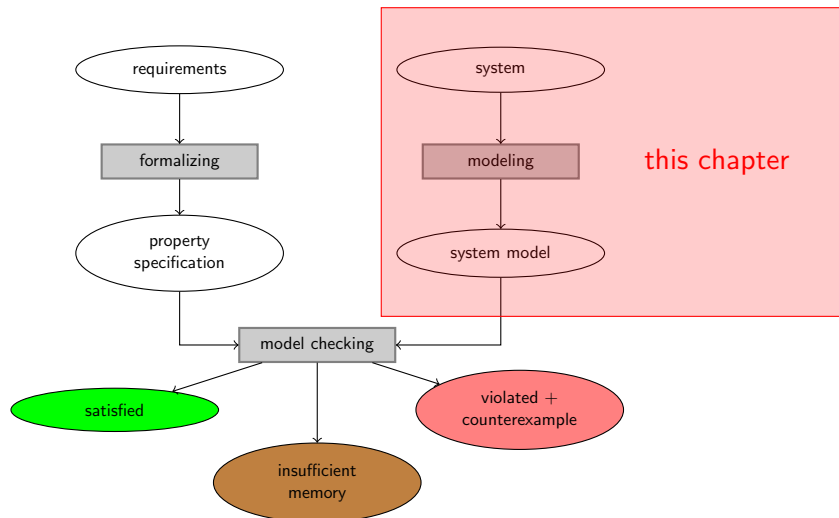 requirements
system
formalizing
modeling
this chapter
property
specification
system model
model checking
satisfied
violated +
counterexample
insufficient
memory